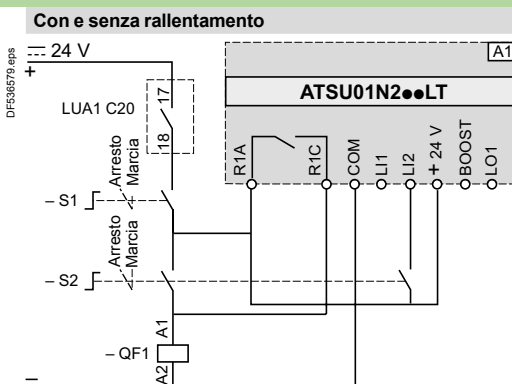 Con e senza rallentamento
DF536579.eps
24 V
+
A1
ATSU01N2●●LT
LUA1 C20
17
18
R1A
R1C
COM
LI1
LI2
+ 24 V
BOOST
LO1
Arresto
Marcia
– S1
Arresto
Marcia
– S2
A1
– QF1
A2
–